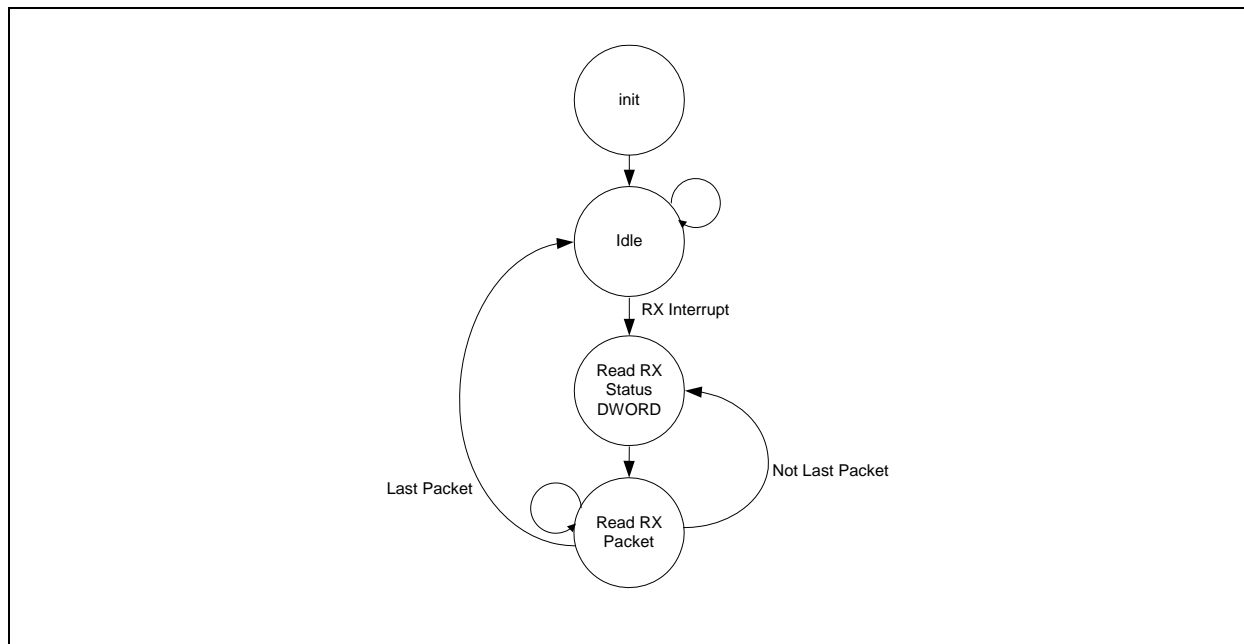 init
Idle
RX Interrupt
Read RX
Status
DWORD
Not Last Packet
Last Packet
Read RX
Packet